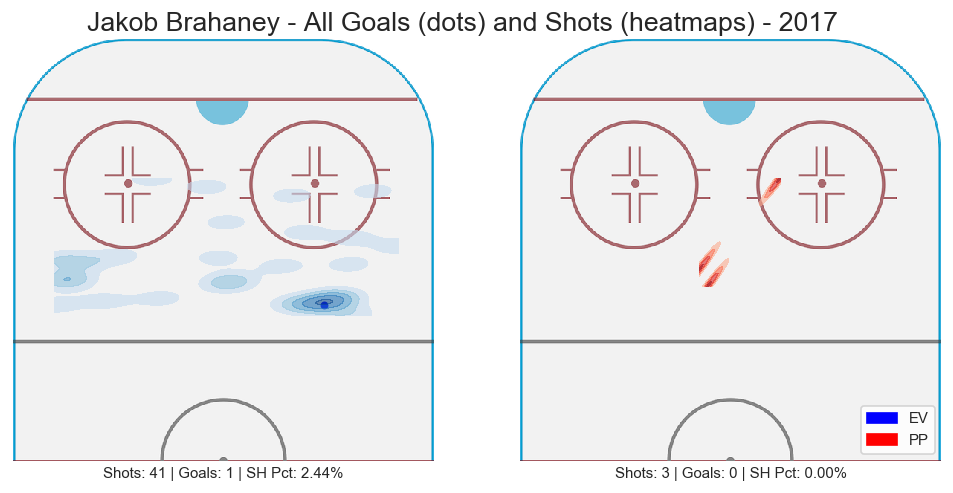 Jakob Brahaney - All Goals (dots) and Shots (heatmaps) - 2017
EV
PP
Shots: 41 | Goals: 1 | SH Pct: 2.44%
Shots: 3 | Goals: 0 | SH Pct: 0.00%